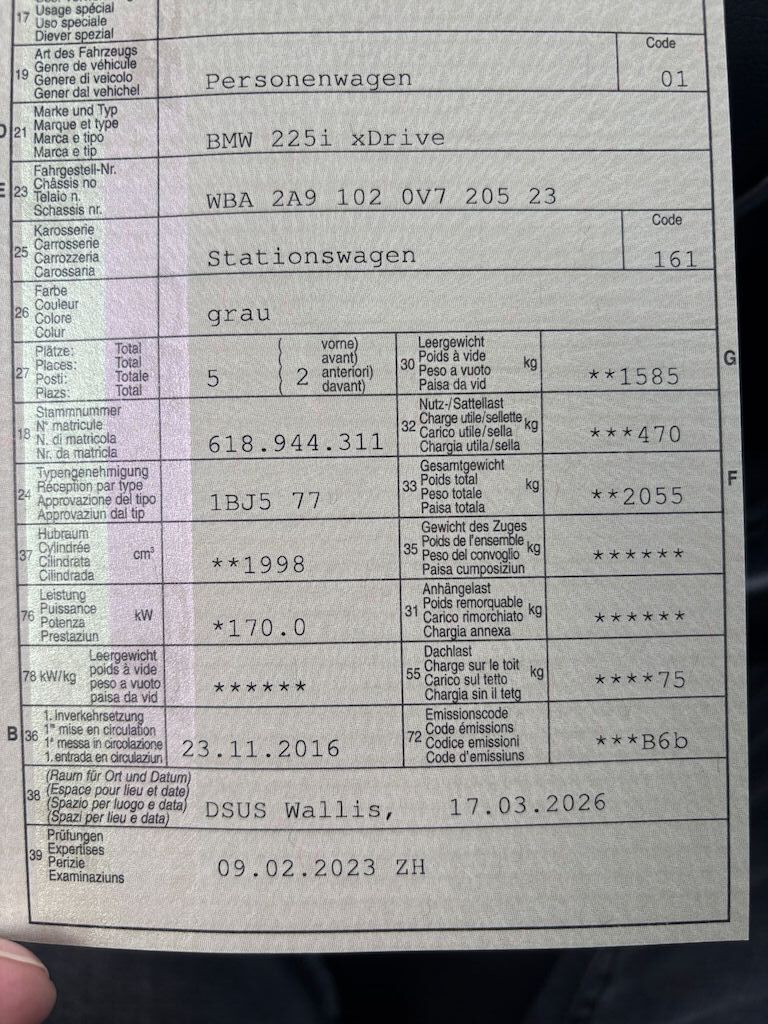 17 Usage spécial
Uso speciale
Diever spezial
Art des Fahrzeugs
Genre de véhicule
19 Genere di veicolo
Gener dal vehichel
Personenwagen
Code
01
Marke und Typ
21 Marque et type
Marca e tipo
Marca e tip
BMW 225i xDrive
E
Fahrgestell-Nr.
23 Châssis no
Telaio n.
Schassis nr.
WBA 2A9 102 0V7 205 23
Karosserie
25 Carrosserie
Carrozzeria
Carossaria
Stationswagen
Code
161
Farbe
26 Couleur
Colore
Colur
grau
27 Plätze: Total
Places: Total
Posti: Totale
Plazs: Total
5 ( 2 vorne)
avant)
anteriori)
davant)
30 Leergewicht
Poids à vide kg
Peso a vuoto
Paisa da vid
**1585
G
18 Stammnummer
N° matricule
N. di matricola
Nr. da matricla
618.944.311
32 Nutz-/Sattellast
Charge utile/sellette kg
Carico utile/sella
Chargia utila/sella
***470
24 Typengenehmigung
Réception par type
Approvazione del tipo
Approvaziun dal tip
1BJ5 77
33 Gesamtgewicht
Poids total kg
Peso totale
Paisa totala
**2055
F
37 Hubraum
Cylindrée cm³
Cilindrata
Cilindrada
**1998
35 Gewicht des Zuges
Poids de l'ensemble kg
Peso del convoglio
Paisa cumposiziun
******
76 Leistung
Puissance kW
Potenza
Prestaziun
*170.0
31 Anhängelast
Poids remorquable kg
Carico rimorchiato
Chargia annexa
******
78 kW/kg Leergewicht
poids à vide
peso a vuoto
paisa da vid
******
55 Dachlast
Charge sur le toit kg
Carico sul tetto
Chargia sin il tetg
****75
B
36 1. Inverkehrsetzung
1re mise en circulation
1a messa in circolazione
1. entrada en circulaziun
23.11.2016
72 Emissionscode
Code émissions
Codice emissioni
Code d'emissiuns
***B6b
38 (Raum für Ort und Datum)
(Espace pour lieu et date)
(Spazio per luogo e data)
(Spazi per lieu e data)
DSUS Wallis, 17.03.2026
39 Prüfungen
Expertises
Perizie
Examinaziuns
09.02.2023 ZH